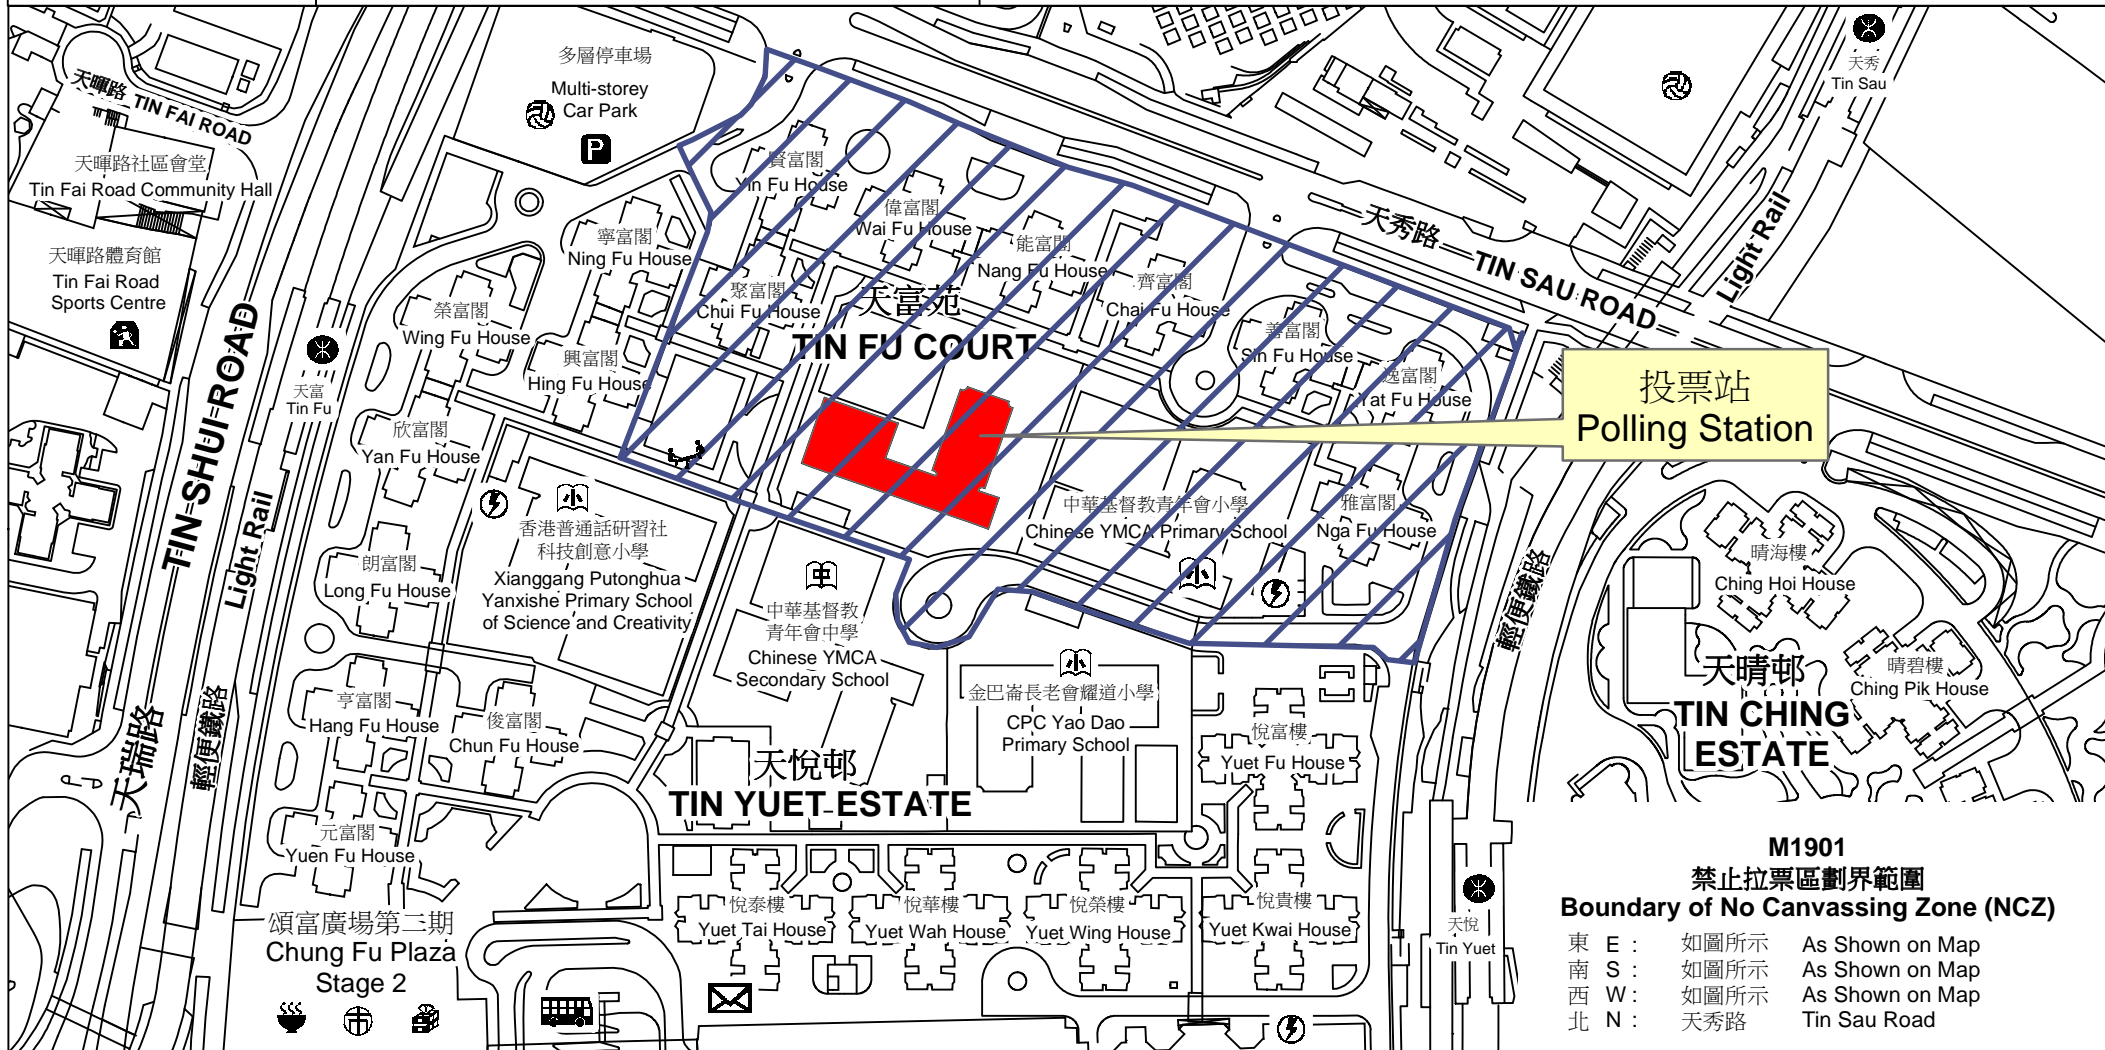 多層停車場
Multi-storey
Car Park
P
天秀
Tin Sau
天暉路 TIN FAI ROAD
天暉路社區會堂
Tin Fai Road Community Hall
天暉路體育館
Tin Fai Road
Sports Centre
賢富閣
Yin Fu House
偉富閣
Wai Fu House
寧富閣
Ning Fu House
能富閣
Nang Fu House
齊富閣
Chai Fu House
聚富閣
Chui Fu House
天富苑
TIN FU COURT
天秀路 TIN SAU ROAD
Light Rail
榮富閣
Wing Fu House
興富閣
Hing Fu House
善富閣
Sin Fu House
逸富閣
Yat Fu House
投票站
Polling Station
天富
Tin Fu
TIN SHUI ROAD
欣富閣
Yan Fu House
小
香港普通話研習社
科技創意小學
Xianggang Putonghua
Yanxishe Primary School
of Science and Creativity
中華基督教青年會小學
Chinese YMCA Primary School
小
雅富閣
Nga Fu House
Light Rail
朗富閣
Long Fu House
中
中華基督教
青年會中學
Chinese YMCA
Secondary School
輕便鐵路
晴海樓
Ching Hoi House
小
金巴崙長老會耀道小學
CPC Yao Dao
Primary School
天晴邨
TIN CHING
ESTATE
晴碧樓
Ching Pik House
亨富閣
Hang Fu House
俊富閣
Chun Fu House
輕便鐵路
天瑞路
天悅邨
TIN YUET ESTATE
悅富樓
Yuet Fu House
元富閣
Yuen Fu House
頌富廣場第二期
Chung Fu Plaza
Stage 2
市
悅泰樓
Yuet Tai House
悅華樓
Yuet Wah House
悅榮樓
Yuet Wing House
悅貴樓
Yuet Kwai House
天悅
Tin Yuet
M1901
禁止拉票區劃界範圍
Boundary of No Canvassing Zone (NCZ)
東 E : 如圖所示 As Shown on Map
南 S : 如圖所示 As Shown on Map
西 W : 如圖所示 As Shown on Map
北 N : 天秀路 Tin Sau Road